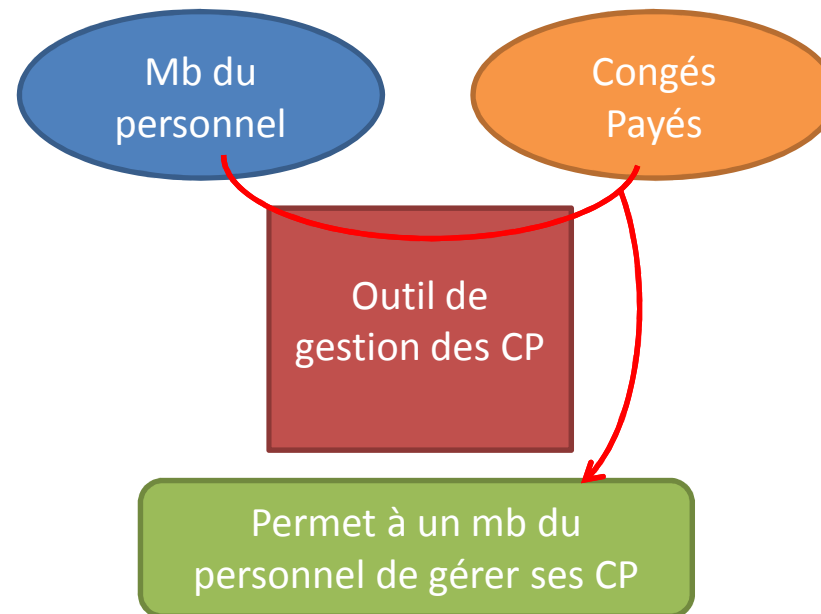 Mb du
personnel
Congés
Payés
Outil de
gestion des CP
Permet à un mb du
personnel de gérer ses CP